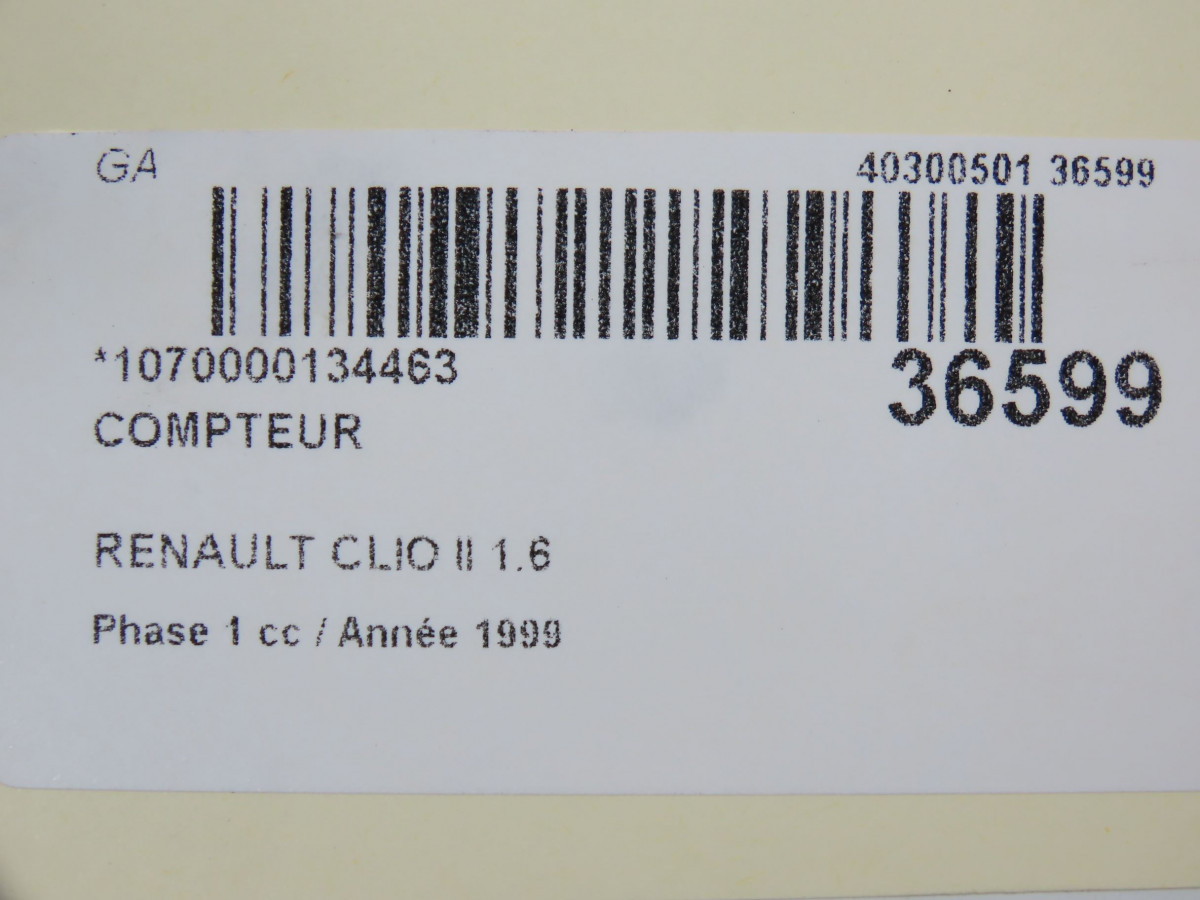 GA 40300501 36599
*1070000134463 36599
COMPTEUR
RENAULT CLIO II 1.6
Phase 1 cc / Année 1999